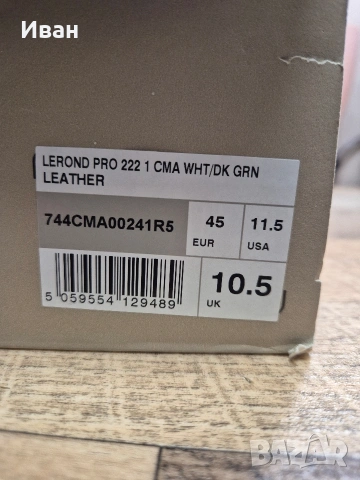 Иван
LEROND PRO 222 1 CMA WHT/DK GRN
LEATHER
744CMA00241R5
45
EUR
11.5
USA
5 059554 129489
10.5
UK
BAZAR